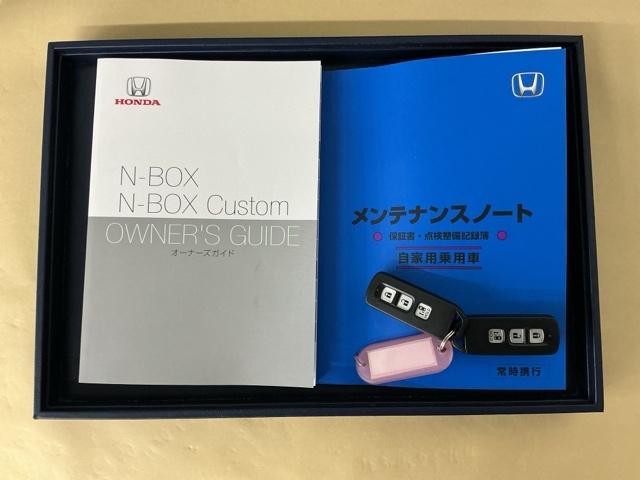 HONDA
N-BOX
N-BOX Custom
OWNER'S GUIDE
オーナーズガイド
メンテナンスノート
保証書・点検整備記録簿
自家用乗用車
常時携行